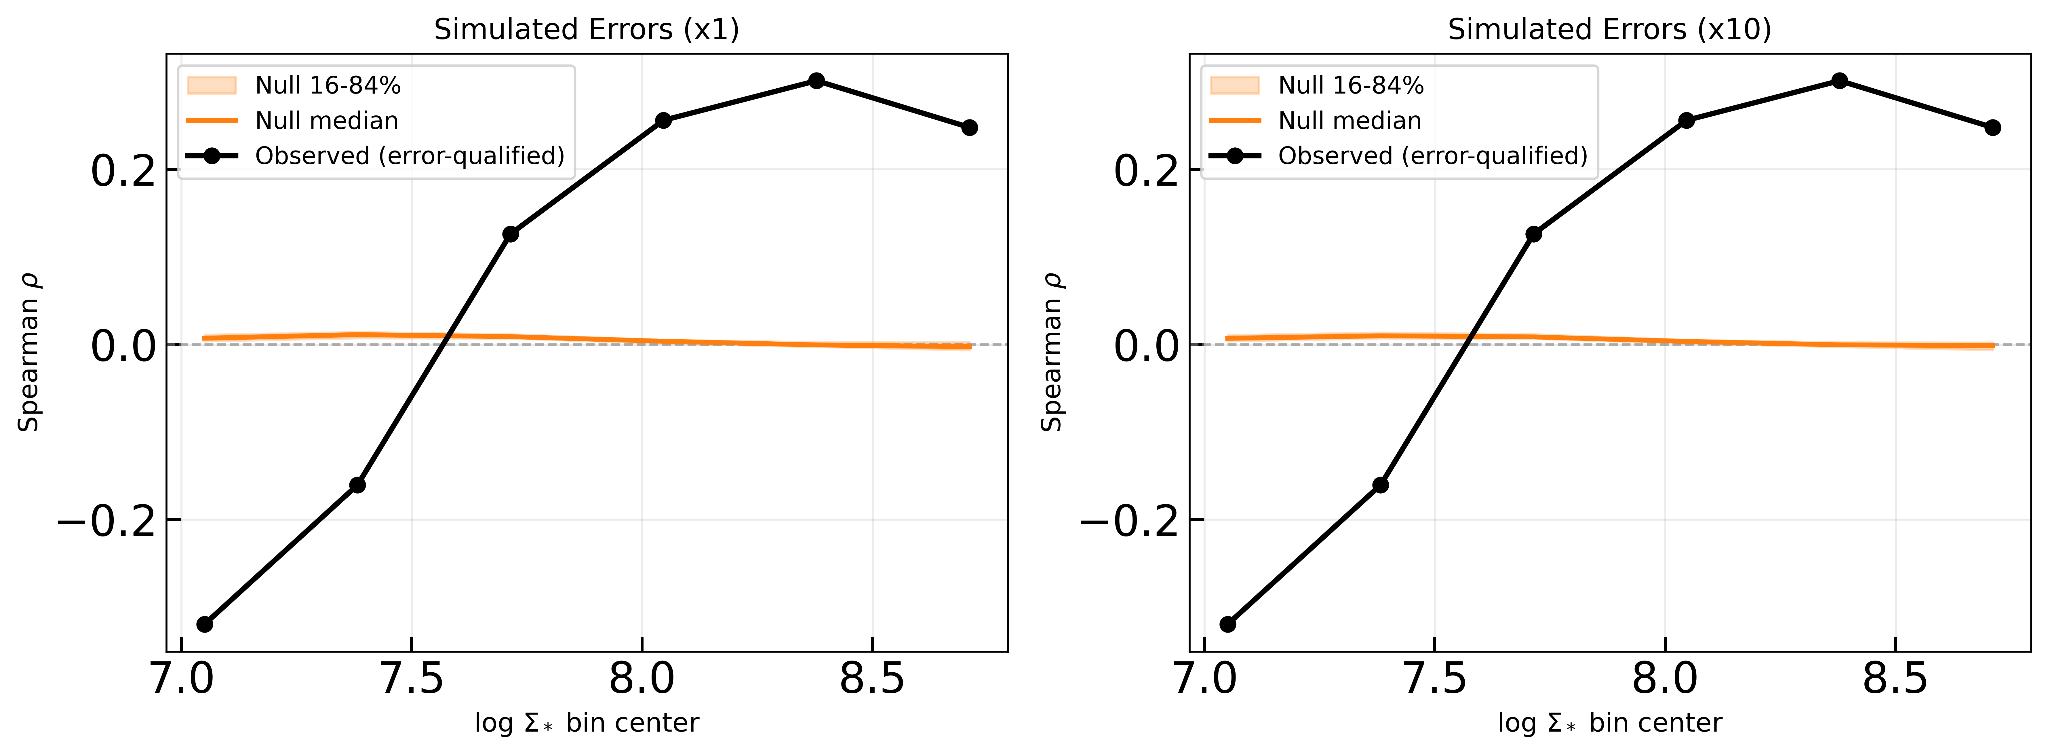 Simulated Errors (x1)
Null 16-84%
Null median
Observed (error-qualified)
0.2
0.0
−0.2
Spearman ρ
7.0 7.5 8.0 8.5
log Σ* bin center
Simulated Errors (x10)
Null 16-84%
Null median
Observed (error-qualified)
0.2
0.0
−0.2
Spearman ρ
7.0 7.5 8.0 8.5
log Σ* bin center